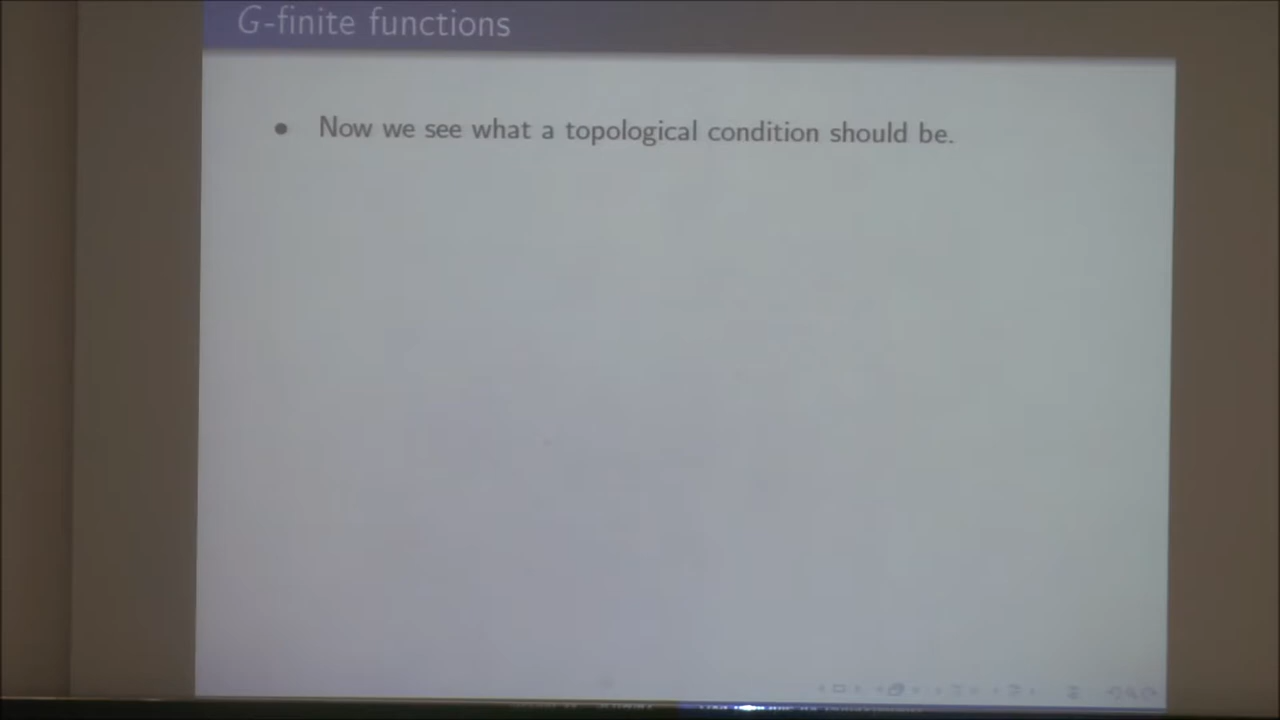 G-finite functions
• Now we see what a topological condition should be.